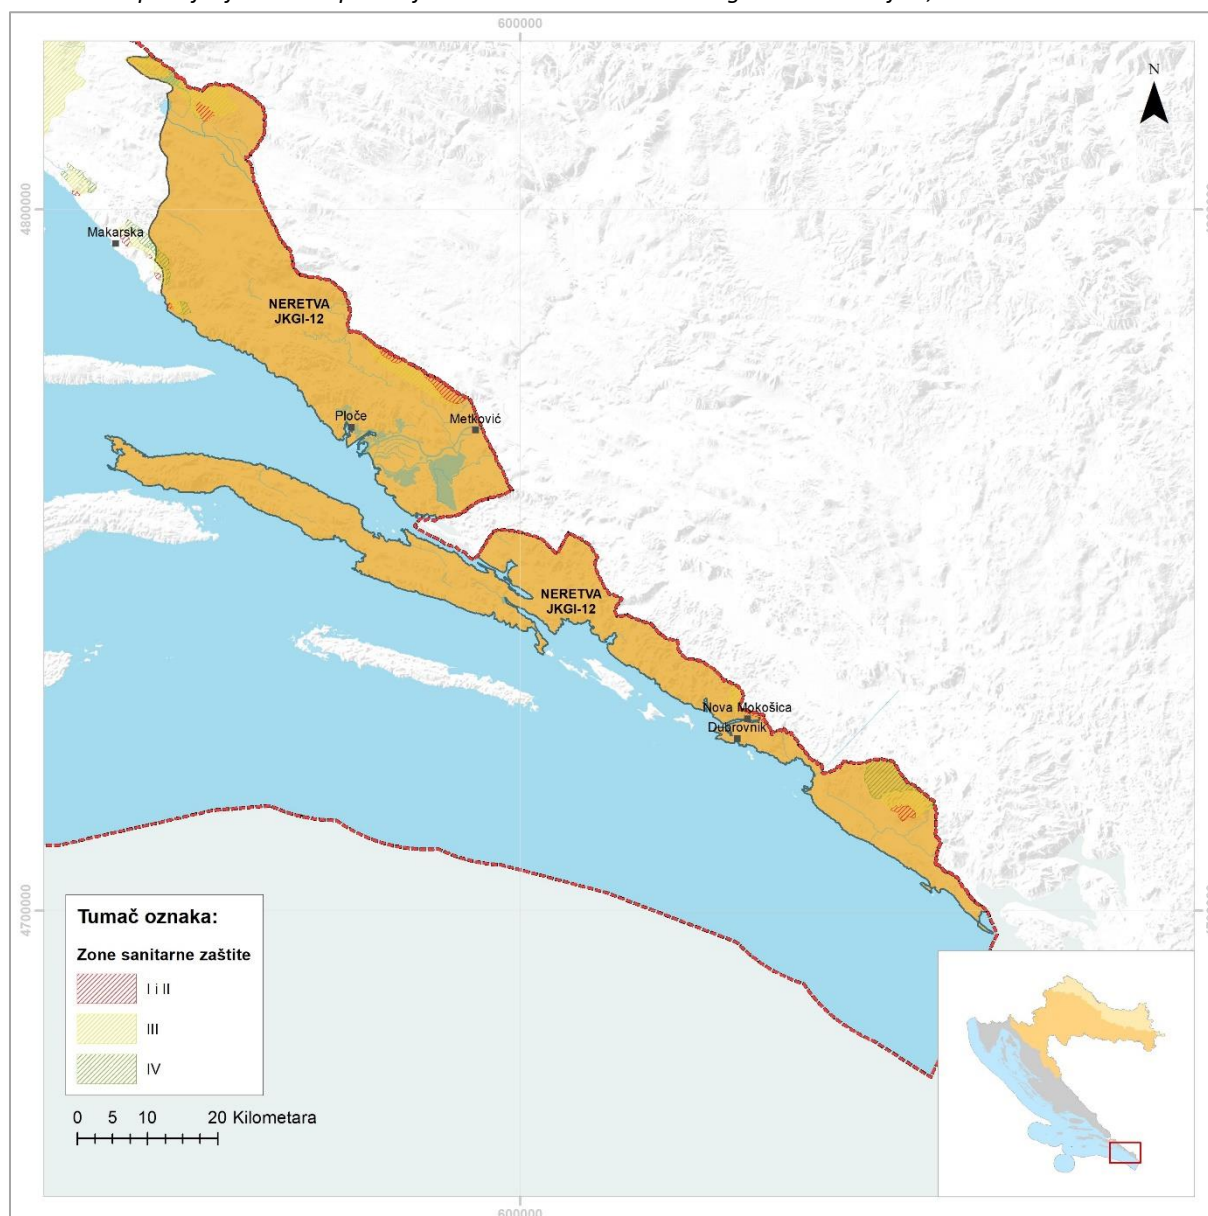 600000
N
4800000
Makarska
NERETVA
JKGI-12
Ploče
Metković
NERETVA
JKGI-12
Nova Mokošica
Dubrovnik
4700000
Tumač oznaka:
Zone sanitarne zaštite
I i II
III
IV
0 5 10 20 Kilometara
600000